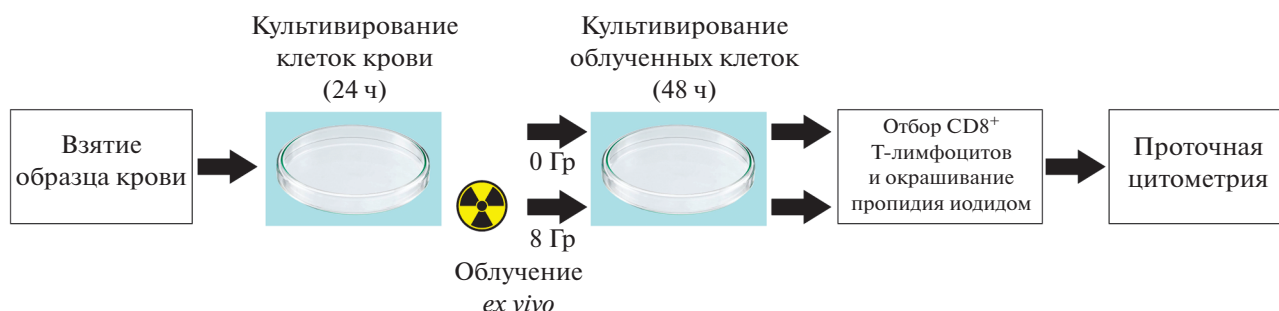 Взятие
образца крови
Культивирование
клеток крови
(24 ч)
0 Гр
8 Гр
Облучение
ex vivo
Культивирование
облученных клеток
(48 ч)
Отбор CD8⁺
Т-лимфоцитов
и окрашивание
пропидия иодидом
Проточная
цитометрия